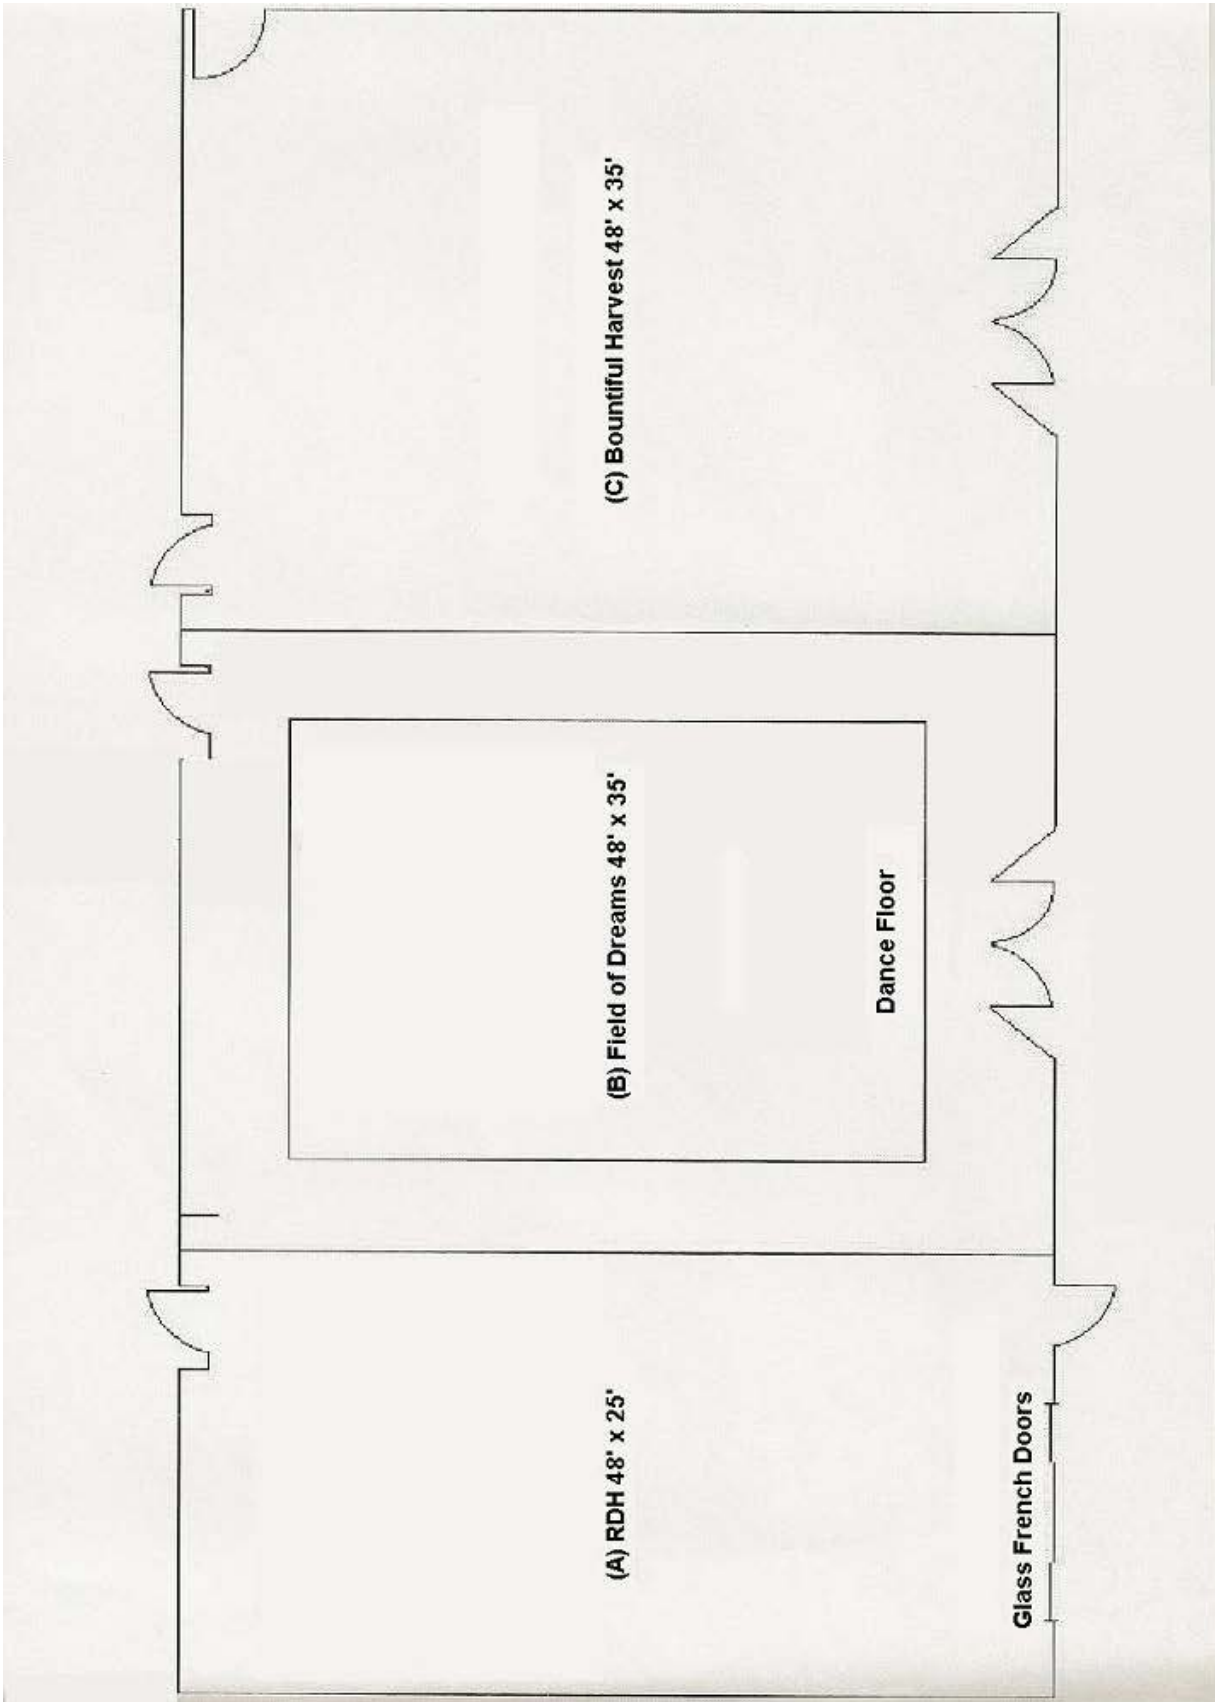 (A) RDH 48' x 25'
Glass French Doors
(B) Field of Dreams 48' x 35'
Dance Floor
(C) Bountiful Harvest 48' x 35'